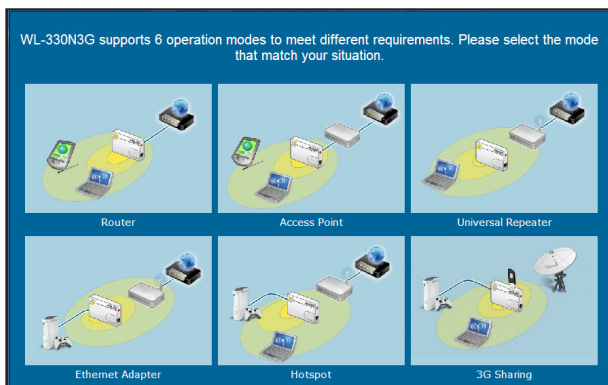 WL-330N3G supports 6 operation modes to meet different requirements. Please select the mode
that match your situation.
Router
Access Point
Universal Repeater
Ethernet Adapter
Hotspot
3G Sharing